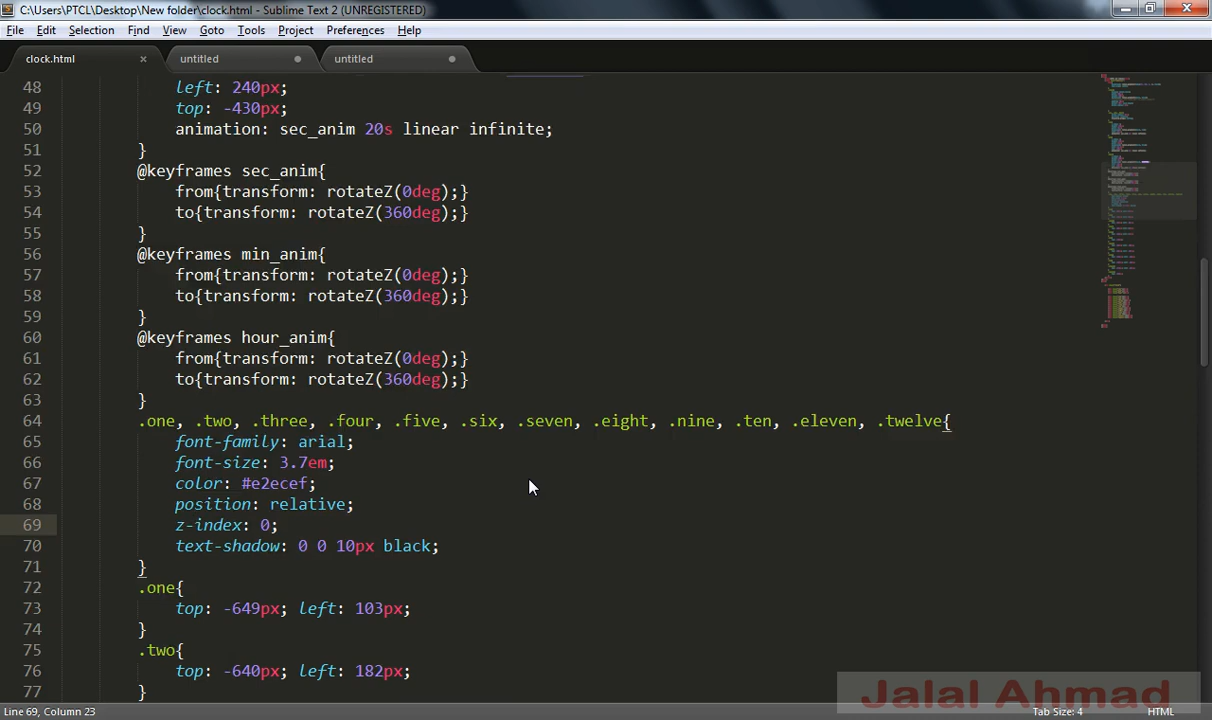 C:\Users\PTCL\Desktop\New folder\clock.html - Sublime Text 2 (UNREGISTERED)
File Edit Selection Find View Goto Tools Project Preferences Help
clock.html untitled untitled
48 left: 240px;
49 top: -430px;
50 animation: sec_anim 20s linear infinite;
51 }
52 @keyframes sec_anim{
53 from{transform: rotateZ(0deg);}
54 to{transform: rotateZ(360deg);}
55 }
56 @keyframes min_anim{
57 from{transform: rotateZ(0deg);}
58 to{transform: rotateZ(360deg);}
59 }
60 @keyframes hour_anim{
61 from{transform: rotateZ(0deg);}
62 to{transform: rotateZ(360deg);}
63 }
64 .one, .two, .three, .four, .five, .six, .seven, .eight, .nine, .ten, .eleven, .twelve{
65 font-family: arial;
66 font-size: 3.7em;
67 color: #e2ecef;
68 position: relative;
69 z-index: 0;
70 text-shadow: 0 0 10px black;
71 }
72 .one{
73 top: -649px; left: 103px;
74 }
75 .two{
76 top: -640px; left: 182px;
77 }
Jalal Ahmad
Line 69, Column 23 Tab Size: 4 HTML